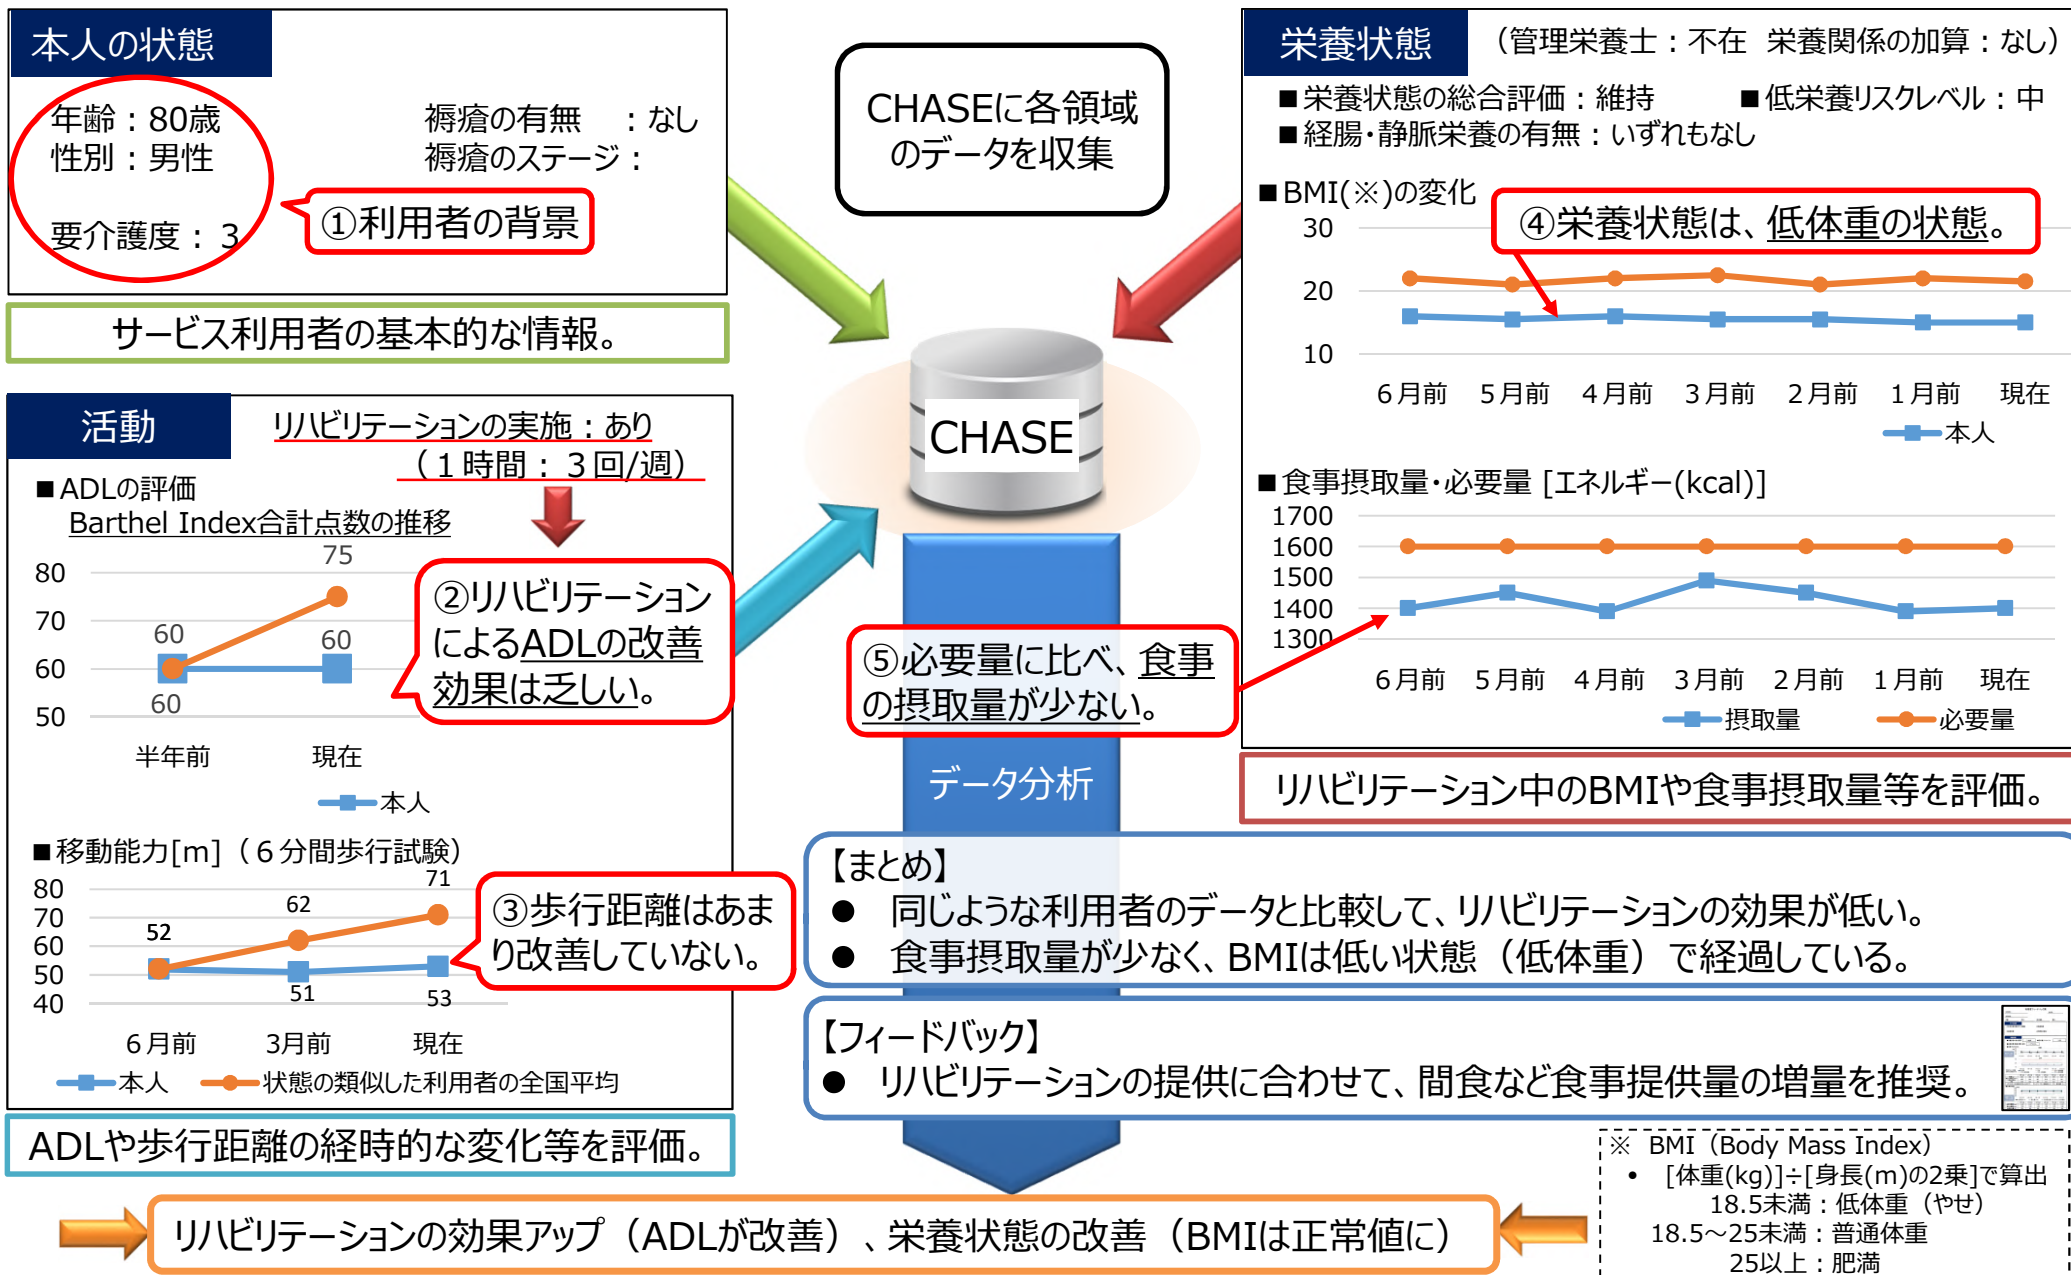 本人の状態
年齢：80歳
性別：男性
要介護度：3
褥瘡の有無　：なし
褥瘡のステージ：
①利用者の背景
サービス利用者の基本的な情報。
活動
リハビリテーションの実施：あり
（１時間：３回/週）
■ADLの評価
Barthel Index合計点数の推移
75
80
70
60
50
60
60
60
半年前
現在
本人
②リハビリテーション
によるADLの改善
効果は乏しい。
■移動能力[m]（６分間歩行試験）
80
70
60
50
40
52
62
71
51
53
６月前
3月前
現在
本人
状態の類似した利用者の全国平均
③歩行距離はあま
り改善していない。
ADLや歩行距離の経時的な変化等を評価。
CHASEに各領域
のデータを収集
CHASE
データ分析
栄養状態
（管理栄養士：不在 栄養関係の加算：なし）
■栄養状態の総合評価：維持
■低栄養リスクレベル：中
■経腸・静脈栄養の有無：いずれもなし
■BMI(※)の変化
④栄養状態は、低体重の状態。
30
20
10
６月前
５月前
４月前
３月前
２月前
１月前
現在
本人
■食事摂取量・必要量 [エネルギー(kcal)]
1700
1600
1500
1400
1300
６月前
５月前
４月前
３月前
２月前
１月前
現在
摂取量
必要量
⑤必要量に比べ、食事
の摂取量が少ない。
リハビリテーション中のBMIや食事摂取量等を評価。
【まとめ】
● 同じような利用者のデータと比較して、リハビリテーションの効果が低い。
● 食事摂取量が少なく、BMIは低い状態（低体重）で経過している。
【フィードバック】
● リハビリテーションの提供に合わせて、間食など食事提供量の増量を推奨。
リハビリテーションの効果アップ（ADLが改善）、栄養状態の改善（BMIは正常値に）
※ BMI（Body Mass Index）
• [体重(kg)]÷[身長(m)の2乗]で算出
18.5未満：低体重（やせ）
18.5～25未満：普通体重
25以上：肥満